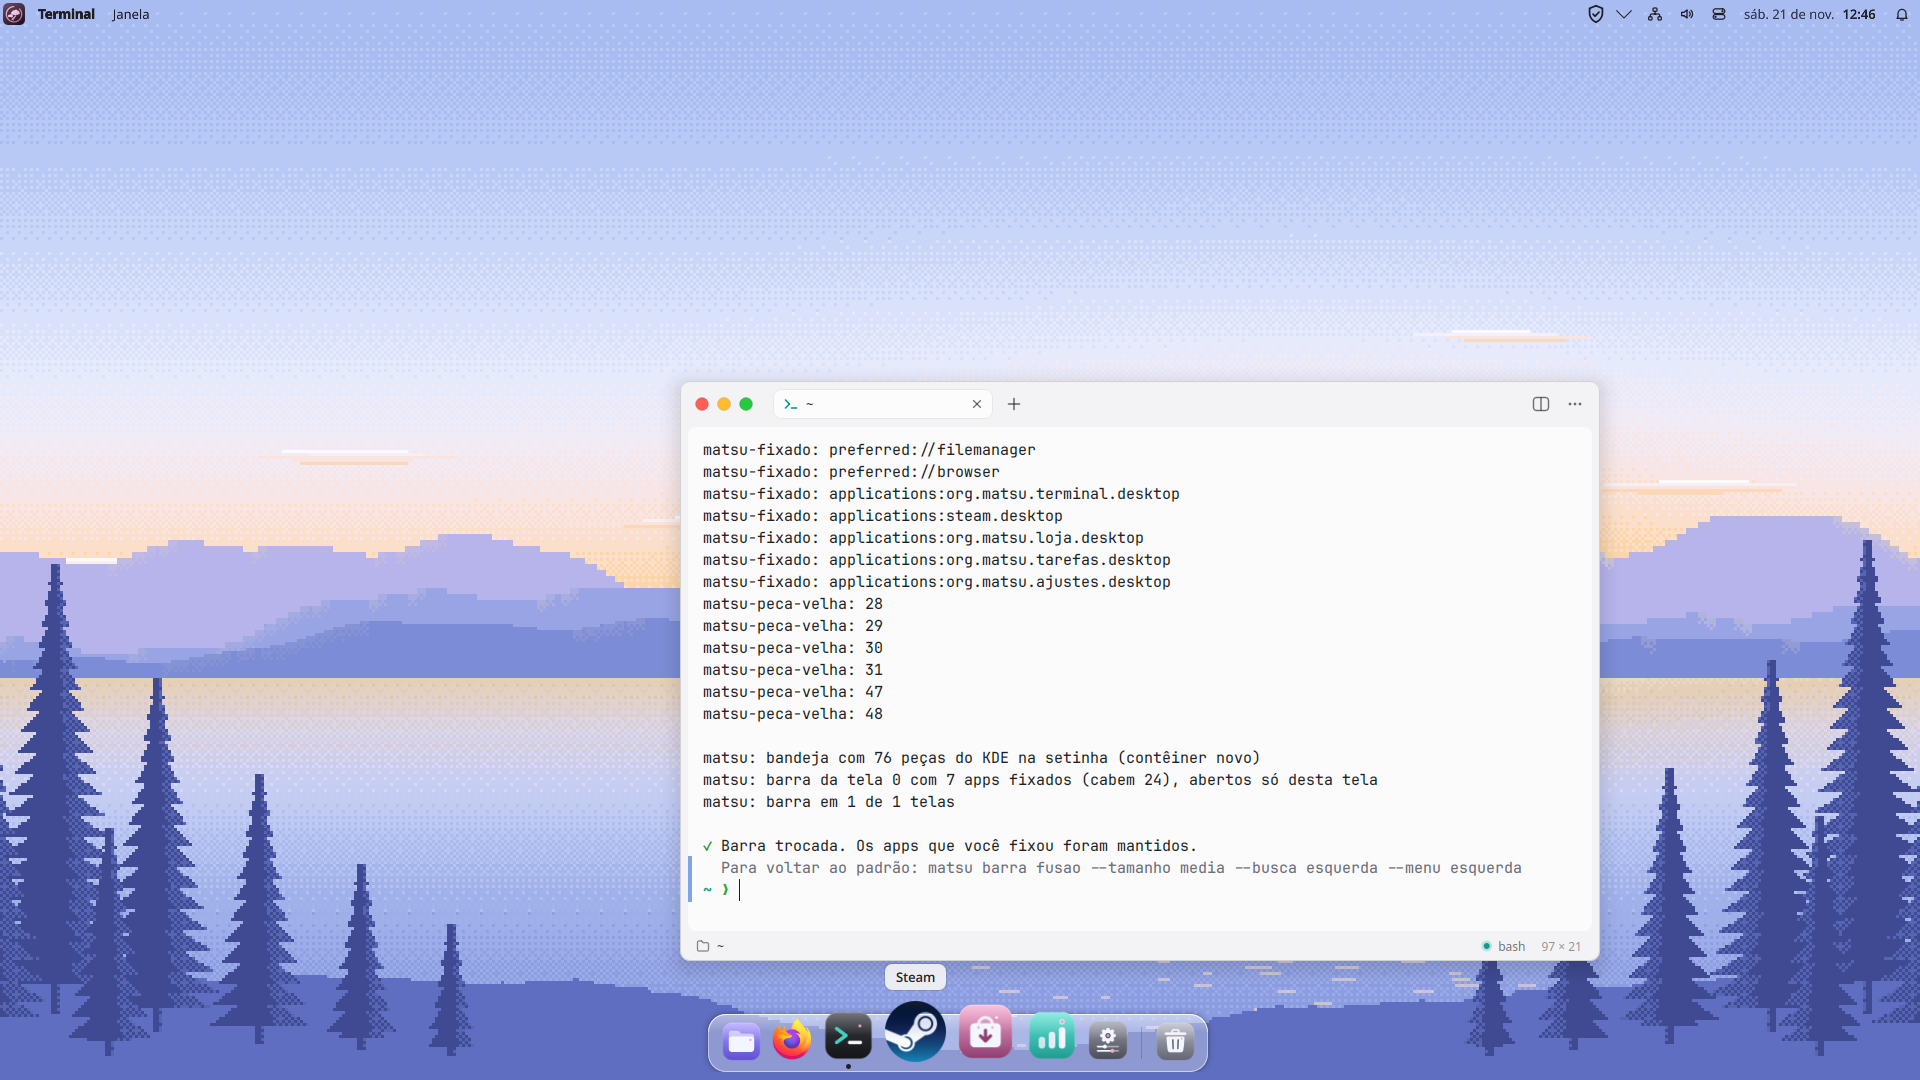 Terminal Janela
sáb. 21 de nov. 12:46
~
matsu-fixado: preferred://filemanager
matsu-fixado: preferred://browser
matsu-fixado: applications:org.matsu.terminal.desktop
matsu-fixado: applications:steam.desktop
matsu-fixado: applications:org.matsu.loja.desktop
matsu-fixado: applications:org.matsu.tarefas.desktop
matsu-fixado: applications:org.matsu.ajustes.desktop
matsu-peca-velha: 28
matsu-peca-velha: 29
matsu-peca-velha: 30
matsu-peca-velha: 31
matsu-peca-velha: 47
matsu-peca-velha: 48
matsu: bandeja com 76 peças do KDE na setinha (contêiner novo)
matsu: barra da tela 0 com 7 apps fixados (cabem 24), abertos só desta tela
matsu: barra em 1 de 1 telas
✓ Barra trocada. Os apps que você fixou foram mantidos.
Para voltar ao padrão: matsu barra fusao --tamanho media --busca esquerda --menu esquerda
~ ❯
~
bash 97 × 21
Steam